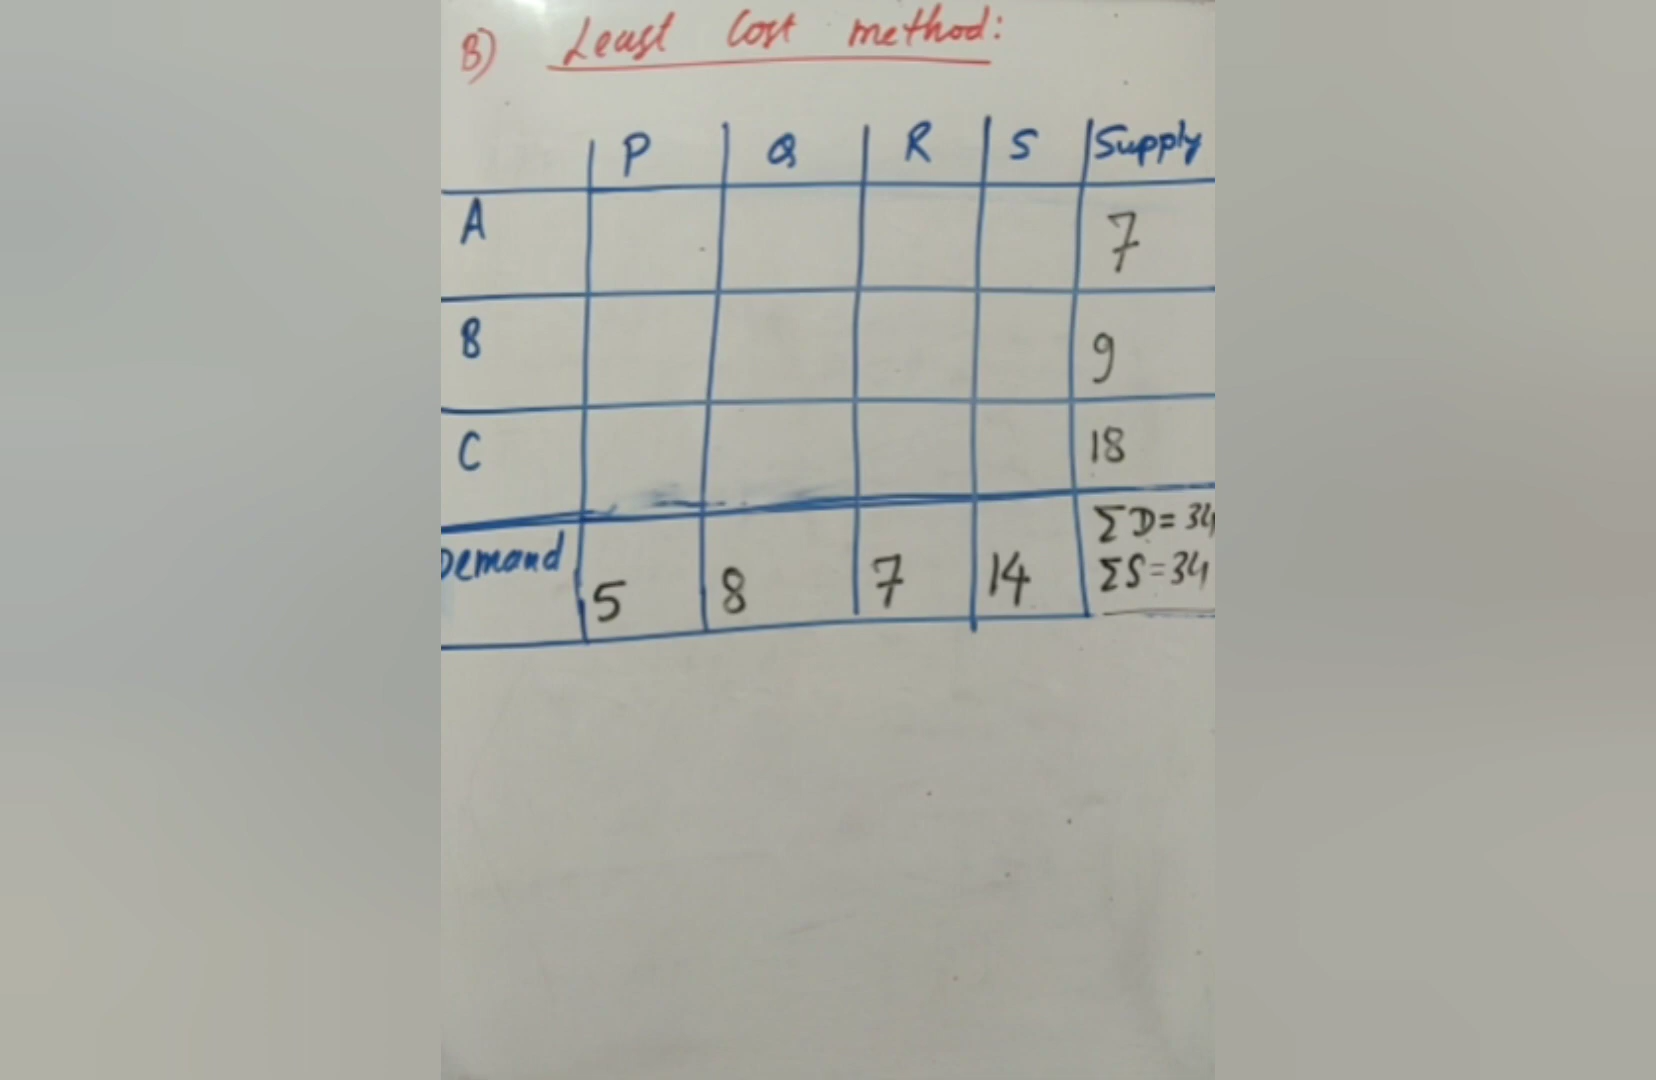 B) Least Cost method:
P Q R S Supply
A 7
B 9
C 18
Demand 5 8 7 14 ΣD=34
ΣS=34